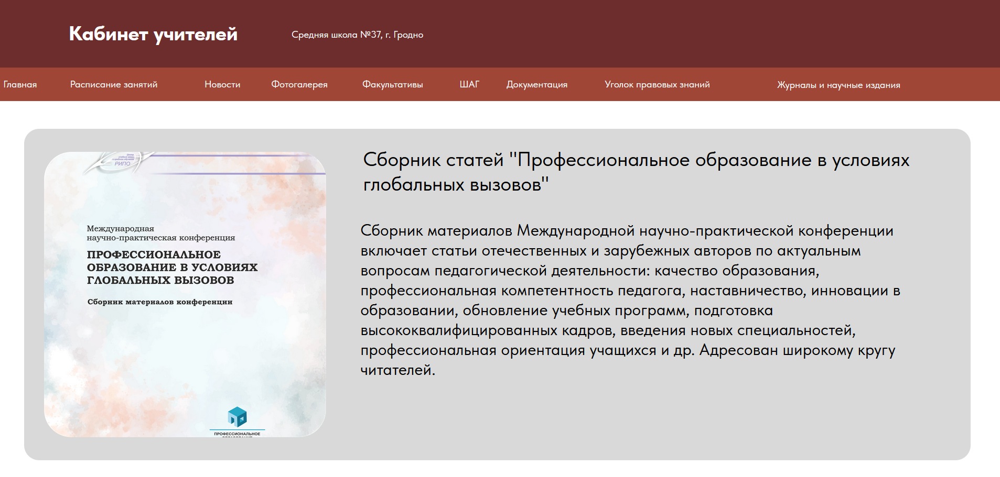 Кабинет учителей
Средняя школа №37, г. Гродно
Главная
Расписание занятий
Новости
Фотогалерея
Факультативы
ШАГ
Документация
Уголок правовых знаний
Журналы и научные издания
РИПО
Международная
научно-практическая конференция
ПРОФЕССИОНАЛЬНОЕ
ОБРАЗОВАНИЕ В УСЛОВИЯХ
ГЛОБАЛЬНЫХ ВЫЗОВОВ
Сборник материалов конференции
ПРОФЕССИОНАЛЬНОЕ
Сборник статей "Профессиональное образование в условиях
глобальных вызовов"
Сборник материалов Международной научно-практической конференции
включает статьи отечественных и зарубежных авторов по актуальным
вопросам педагогической деятельности: качество образования,
профессиональная компетентность педагога, наставничество, инновации в
образовании, обновление учебных программ, подготовка
высококвалифицированных кадров, введения новых специальностей,
профессиональная ориентация учащихся и др. Адресован широкому кругу
читателей.